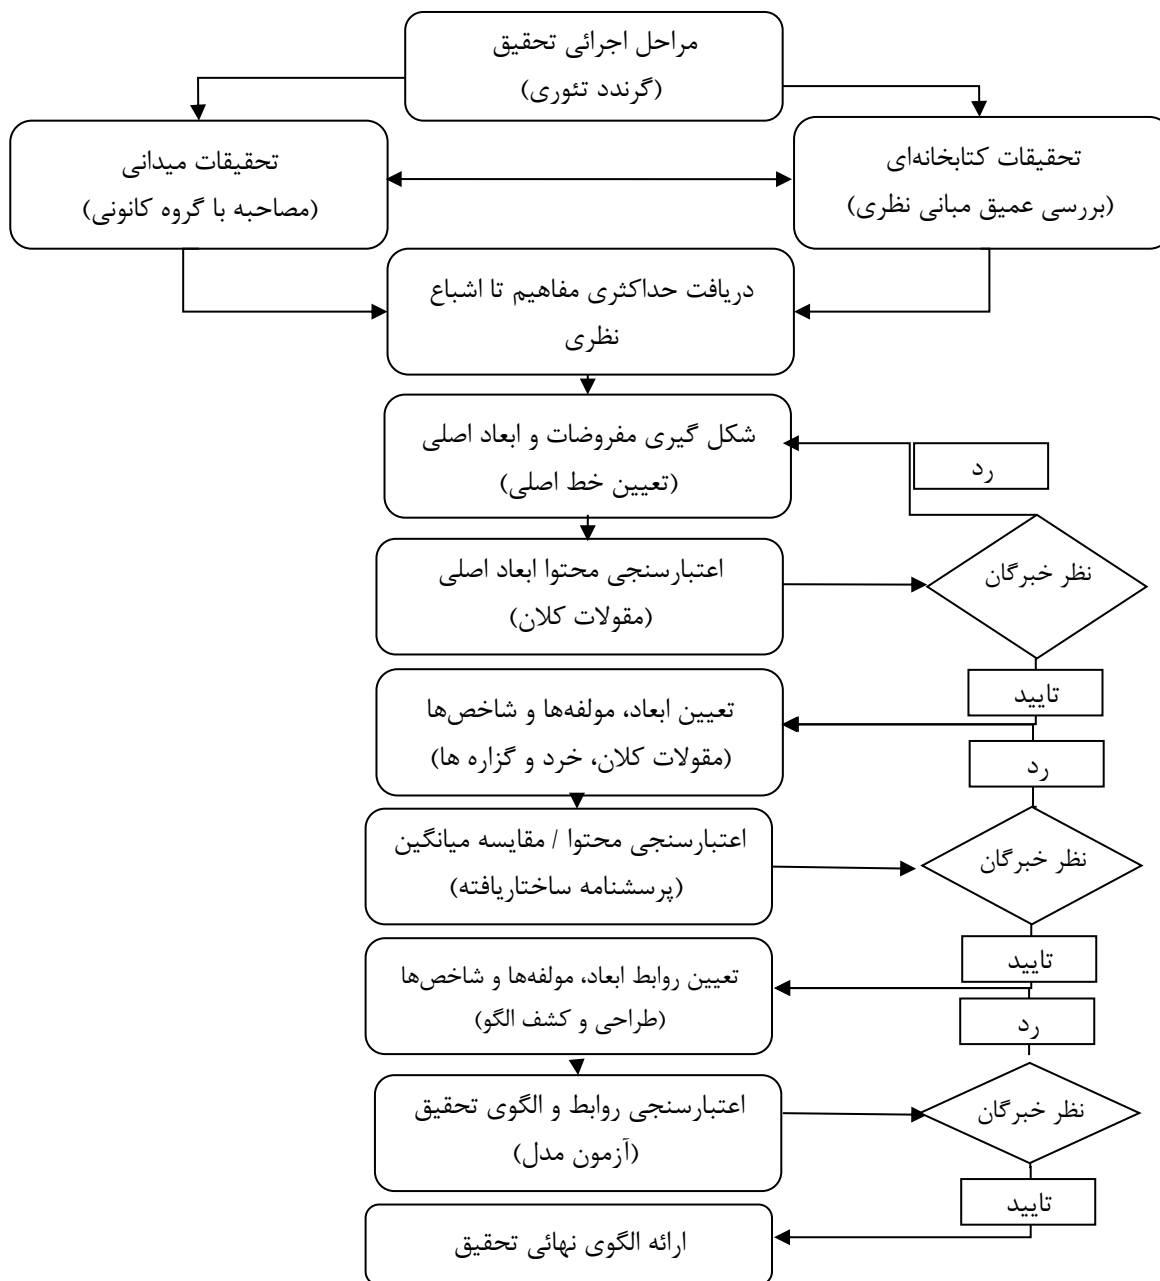 مراحل اجرائی تحقیق
(گرندد تئوری)
تحقیقات کتابخانه‌ای
(بررسی عمیق مبانی نظری)
تحقیقات میدانی
(مصاحبه با گروه کانونی)
دریافت حداکثری مفاهیم تا اشباع
نظری
شکل گیری مفروضات و ابعاد اصلی
(تعیین خط اصلی)
رد
اعتبارسنجی محتوا ابعاد اصلی
(مقولات کلان)
نظر خبرگان
تایید
تعیین ابعاد، مولفه‌ها و شاخص‌ها
(مقولات کلان، خرد و گزاره ها)
رد
اعتبارسنجی محتوا / مقایسه میانگین
(پرسشنامه ساختاریافته)
نظر خبرگان
تایید
تعیین روابط ابعاد، مولفه‌ها و شاخص‌ها
(طراحی و کشف الگو)
رد
اعتبارسنجی روابط و الگوی تحقیق
(آزمون مدل)
نظر خبرگان
تایید
ارائه الگوی نهائی تحقیق